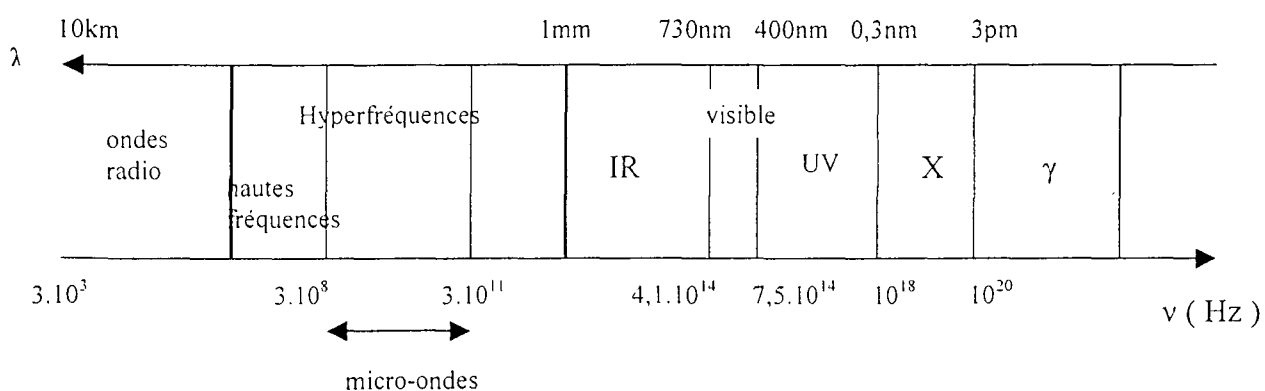 10km 1mm 730nm 400nm 0,3nm 3pm
λ
Hyperfréquences visible
ondes
radio
IR UV X γ
hautes
fréquences
3.10³ 3.10⁸ 3.10¹¹ 4,1.10¹⁴ 7,5.10¹⁴ 10¹⁸ 10²⁰
ν ( Hz )
micro-ondes